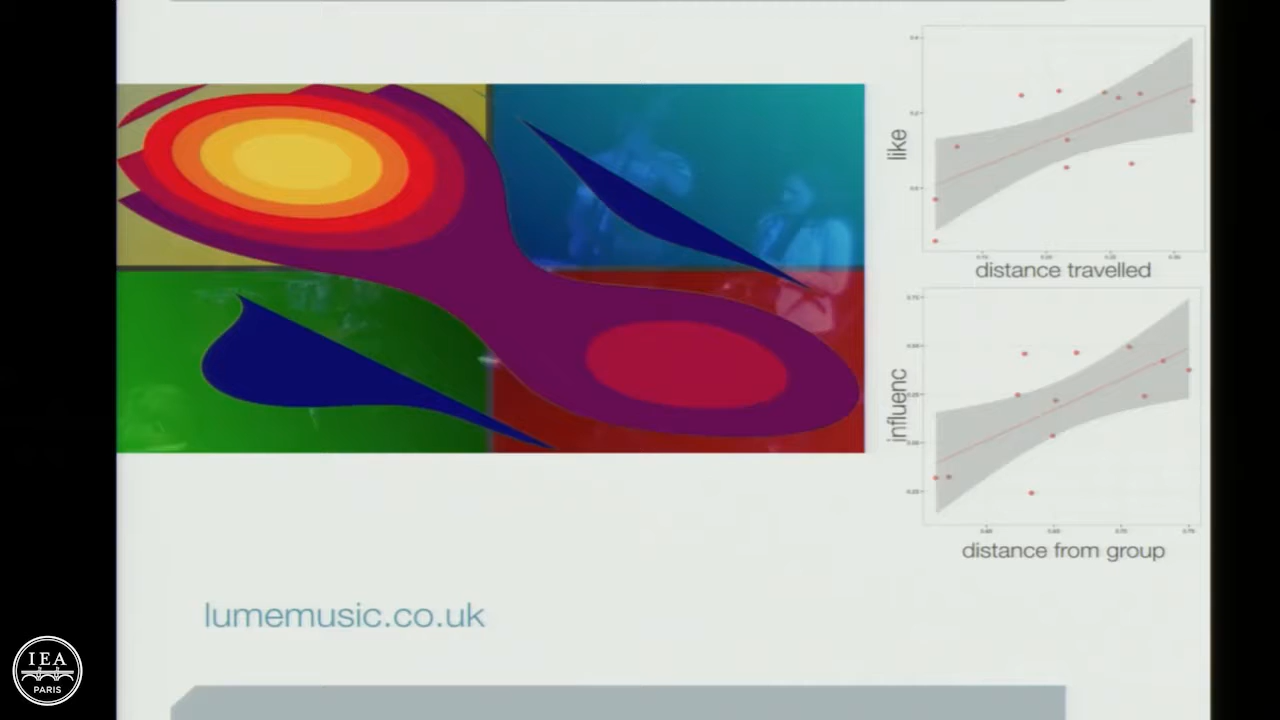 like
distance travelled
influenc
distance from group
lumemusic.co.uk
IEA
PARIS